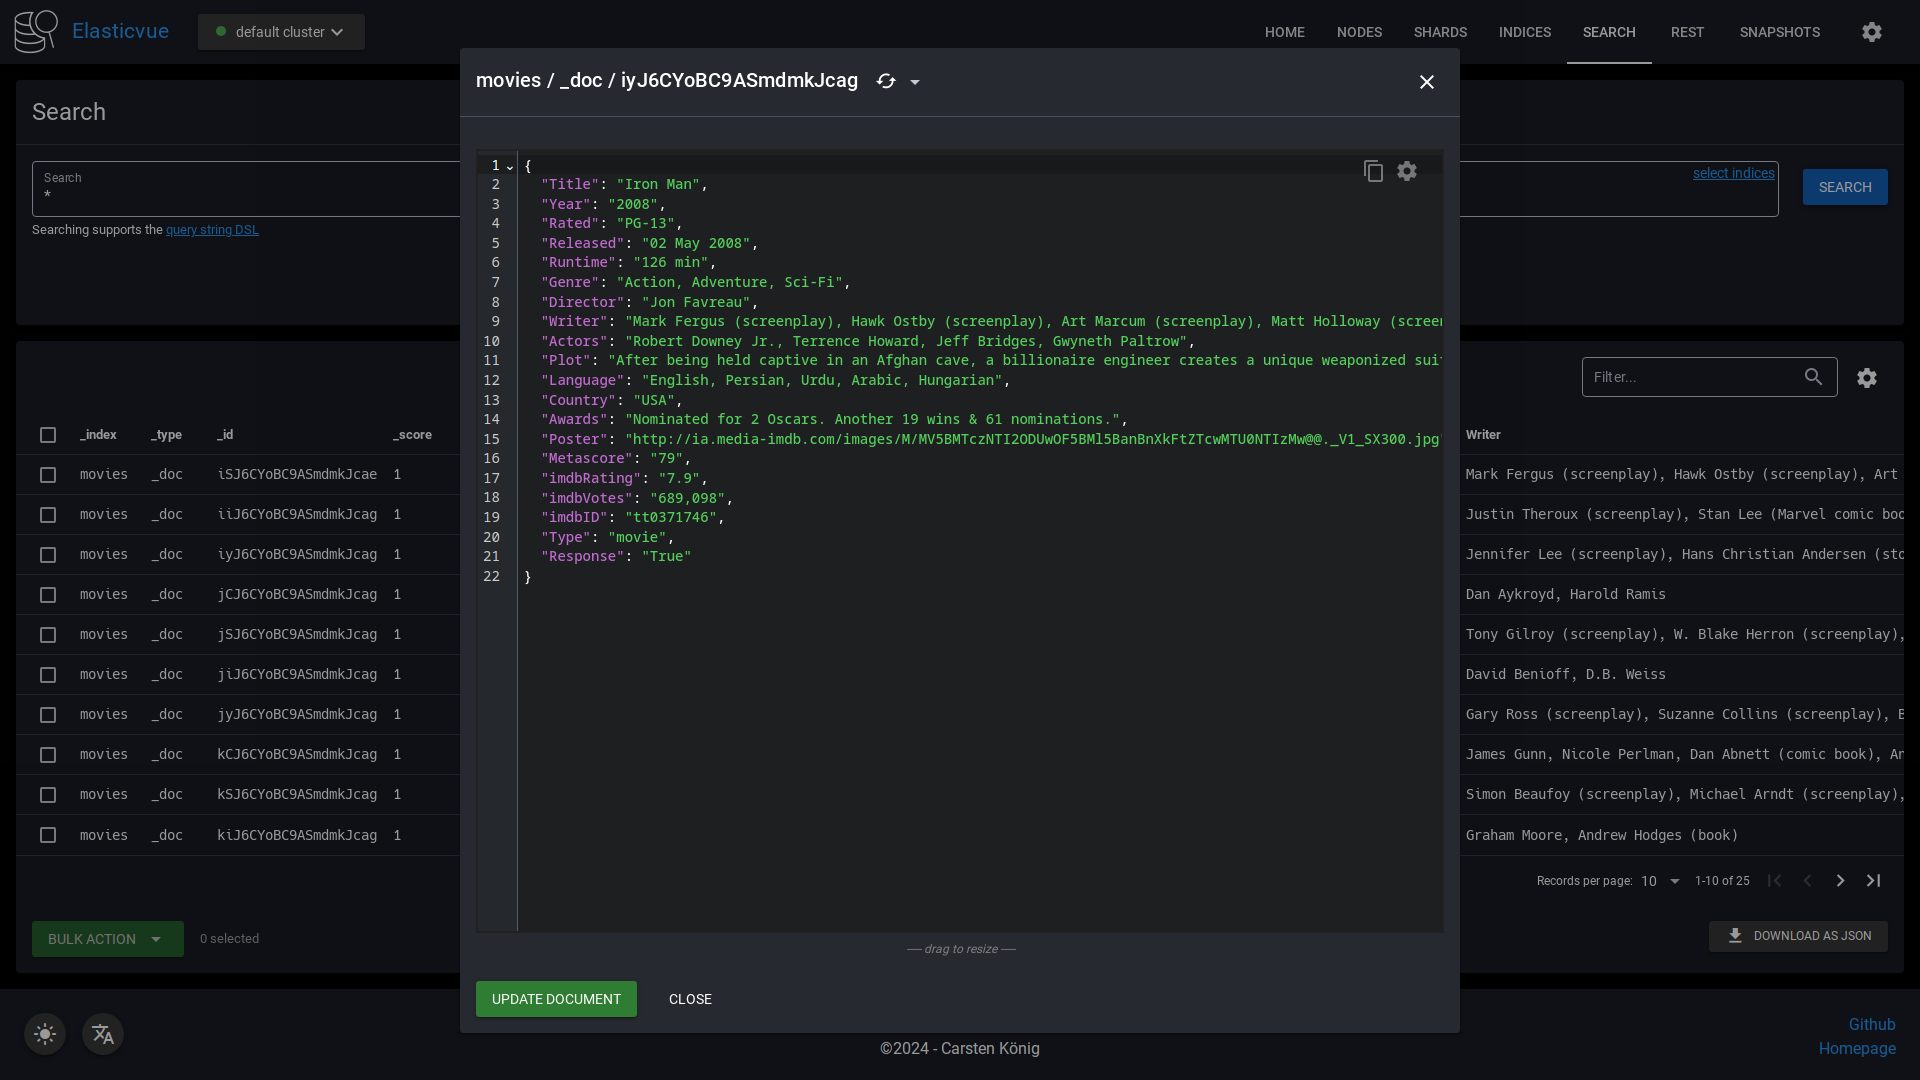 Elasticvue
default cluster
HOME
NODES
SHARDS
INDICES
SEARCH
REST
SNAPSHOTS
movies / _doc / iyJ6CYoBC9ASmdmkJcag
Search
Search
*
select indices
SEARCH
Searching supports the query string DSL
1 {
2 "Title": "Iron Man",
3 "Year": "2008",
4 "Rated": "PG-13",
5 "Released": "02 May 2008",
6 "Runtime": "126 min",
7 "Genre": "Action, Adventure, Sci-Fi",
8 "Director": "Jon Favreau",
9 "Writer": "Mark Fergus (screenplay), Hawk Ostby (screenplay), Art Marcum (screenplay), Matt Holloway (screen
10 "Actors": "Robert Downey Jr., Terrence Howard, Jeff Bridges, Gwyneth Paltrow",
11 "Plot": "After being held captive in an Afghan cave, a billionaire engineer creates a unique weaponized suit
12 "Language": "English, Persian, Urdu, Arabic, Hungarian",
13 "Country": "USA",
14 "Awards": "Nominated for 2 Oscars. Another 19 wins & 61 nominations.",
15 "Poster": "http://ia.media-imdb.com/images/M/MV5BMTczNTI2ODUwOF5BMl5BanBnXkFtZTcwMTU0NTIzMw@@._V1_SX300.jpg"
16 "Metascore": "79",
17 "imdbRating": "7.9",
18 "imdbVotes": "689,098",
19 "imdbID": "tt0371746",
20 "Type": "movie",
21 "Response": "True"
22 }
— drag to resize —
UPDATE DOCUMENT
CLOSE
Filter...
_index _type _id _score Writer
movies _doc iSJ6CYoBC9ASmdmkJcae 1 Mark Fergus (screenplay), Hawk Ostby (screenplay), Art
movies _doc iiJ6CYoBC9ASmdmkJcag 1 Justin Theroux (screenplay), Stan Lee (Marvel comic boo
movies _doc iyJ6CYoBC9ASmdmkJcag 1 Jennifer Lee (screenplay), Hans Christian Andersen (sto
movies _doc jCJ6CYoBC9ASmdmkJcag 1 Dan Aykroyd, Harold Ramis
movies _doc jSJ6CYoBC9ASmdmkJcag 1 Tony Gilroy (screenplay), W. Blake Herron (screenplay),
movies _doc jiJ6CYoBC9ASmdmkJcag 1 David Benioff, D.B. Weiss
movies _doc jyJ6CYoBC9ASmdmkJcag 1 Gary Ross (screenplay), Suzanne Collins (screenplay), B
movies _doc kCJ6CYoBC9ASmdmkJcag 1 James Gunn, Nicole Perlman, Dan Abnett (comic book), An
movies _doc kSJ6CYoBC9ASmdmkJcag 1 Simon Beaufoy (screenplay), Michael Arndt (screenplay),
movies _doc kiJ6CYoBC9ASmdmkJcag 1 Graham Moore, Andrew Hodges (book)
Records per page: 10 1-10 of 25
BULK ACTION
0 selected
DOWNLOAD AS JSON
Github
©2024 - Carsten König
Homepage